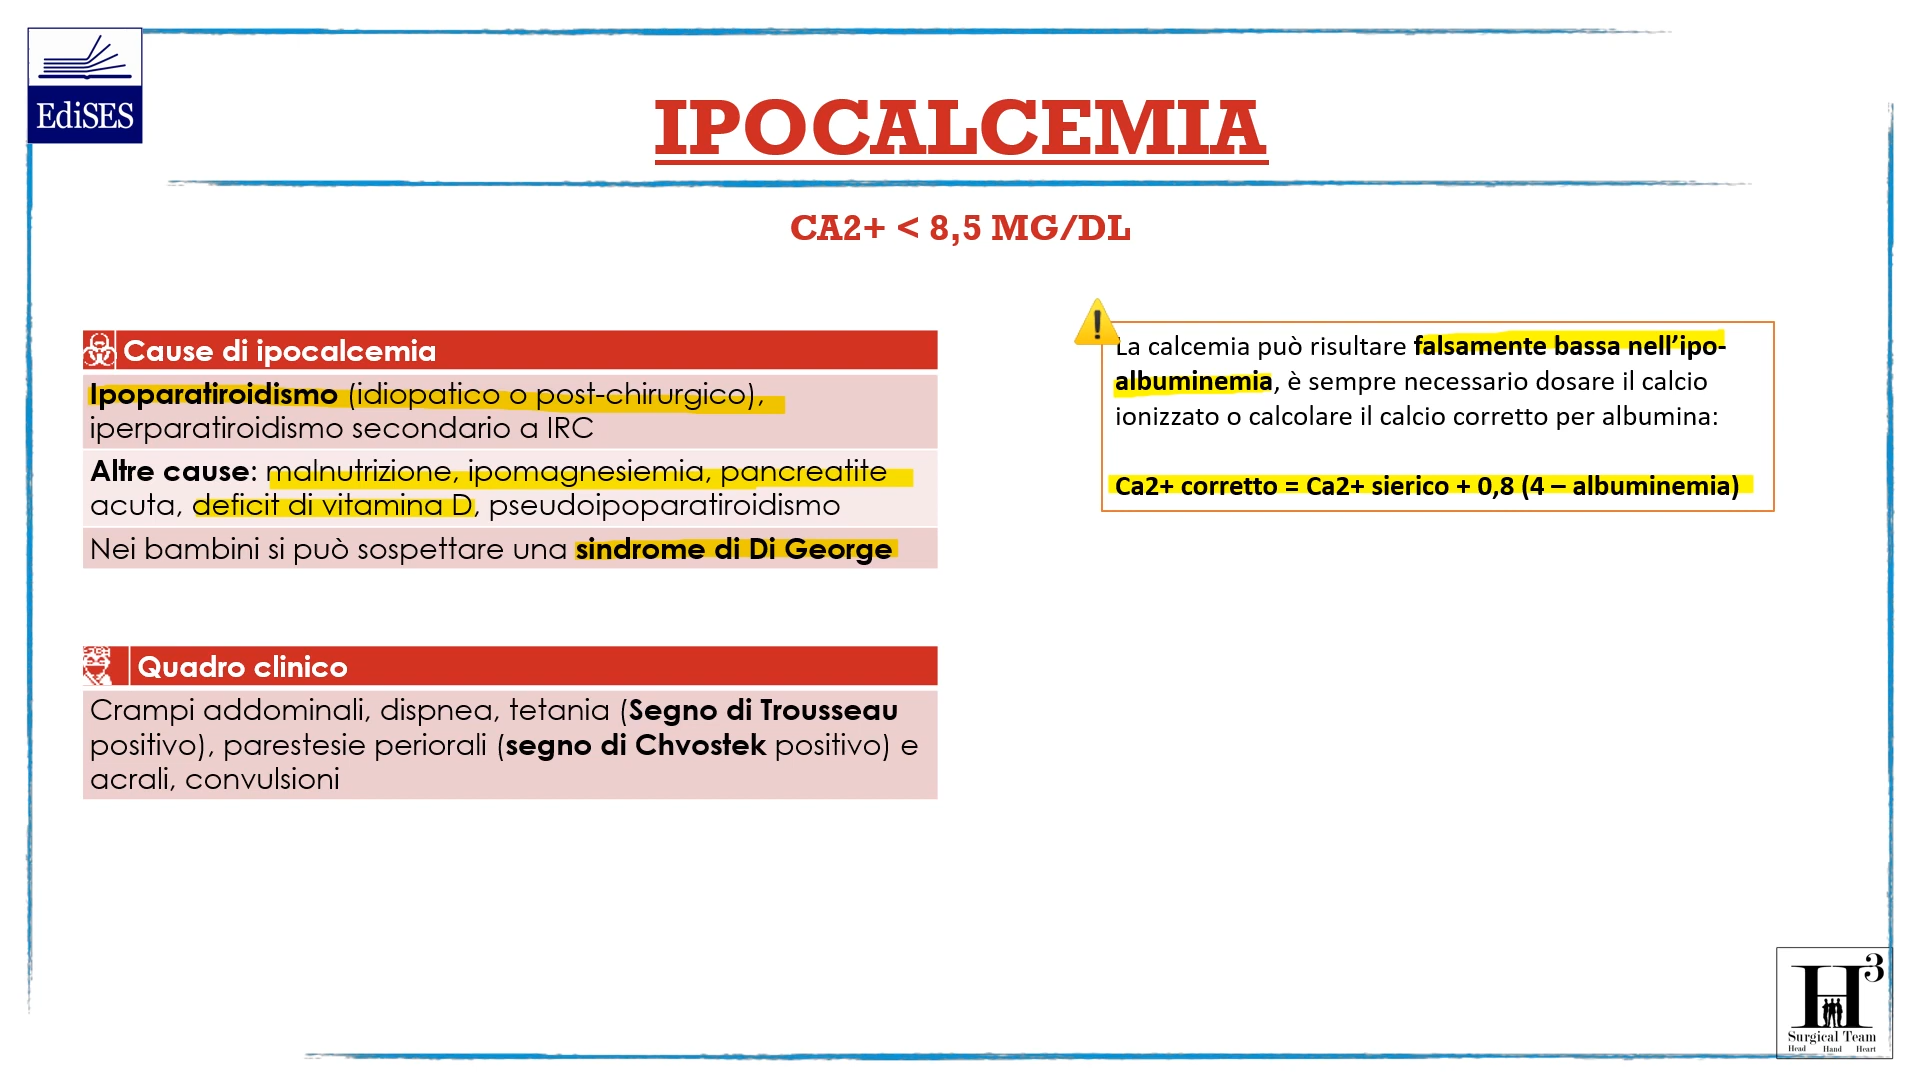 EdiSES
IPOCALCEMIA
CA2+ < 8,5 MG/DL
Cause di ipocalcemia
Ipoparatiroidismo (idiopatico o post-chirurgico),
iperparatiroidismo secondario a IRC
Altre cause: malnutrizione, ipomagnesiemia, pancreatite
acuta, deficit di vitamina D, pseudoipoparatiroidismo
Nei bambini si può sospettare una sindrome di Di George
Quadro clinico
Crampi addominali, dispnea, tetania (Segno di Trousseau
positivo), parestesie periorali (segno di Chvostek positivo) e
acrali, convulsioni
La calcemia può risultare falsamente bassa nell’ipo-
albuminemia, è sempre necessario dosare il calcio
ionizzato o calcolare il calcio corretto per albumina:
Ca2+ corretto = Ca2+ sierico + 0,8 (4 – albuminemia)
H3
Surgical Team
Head Hand Heart